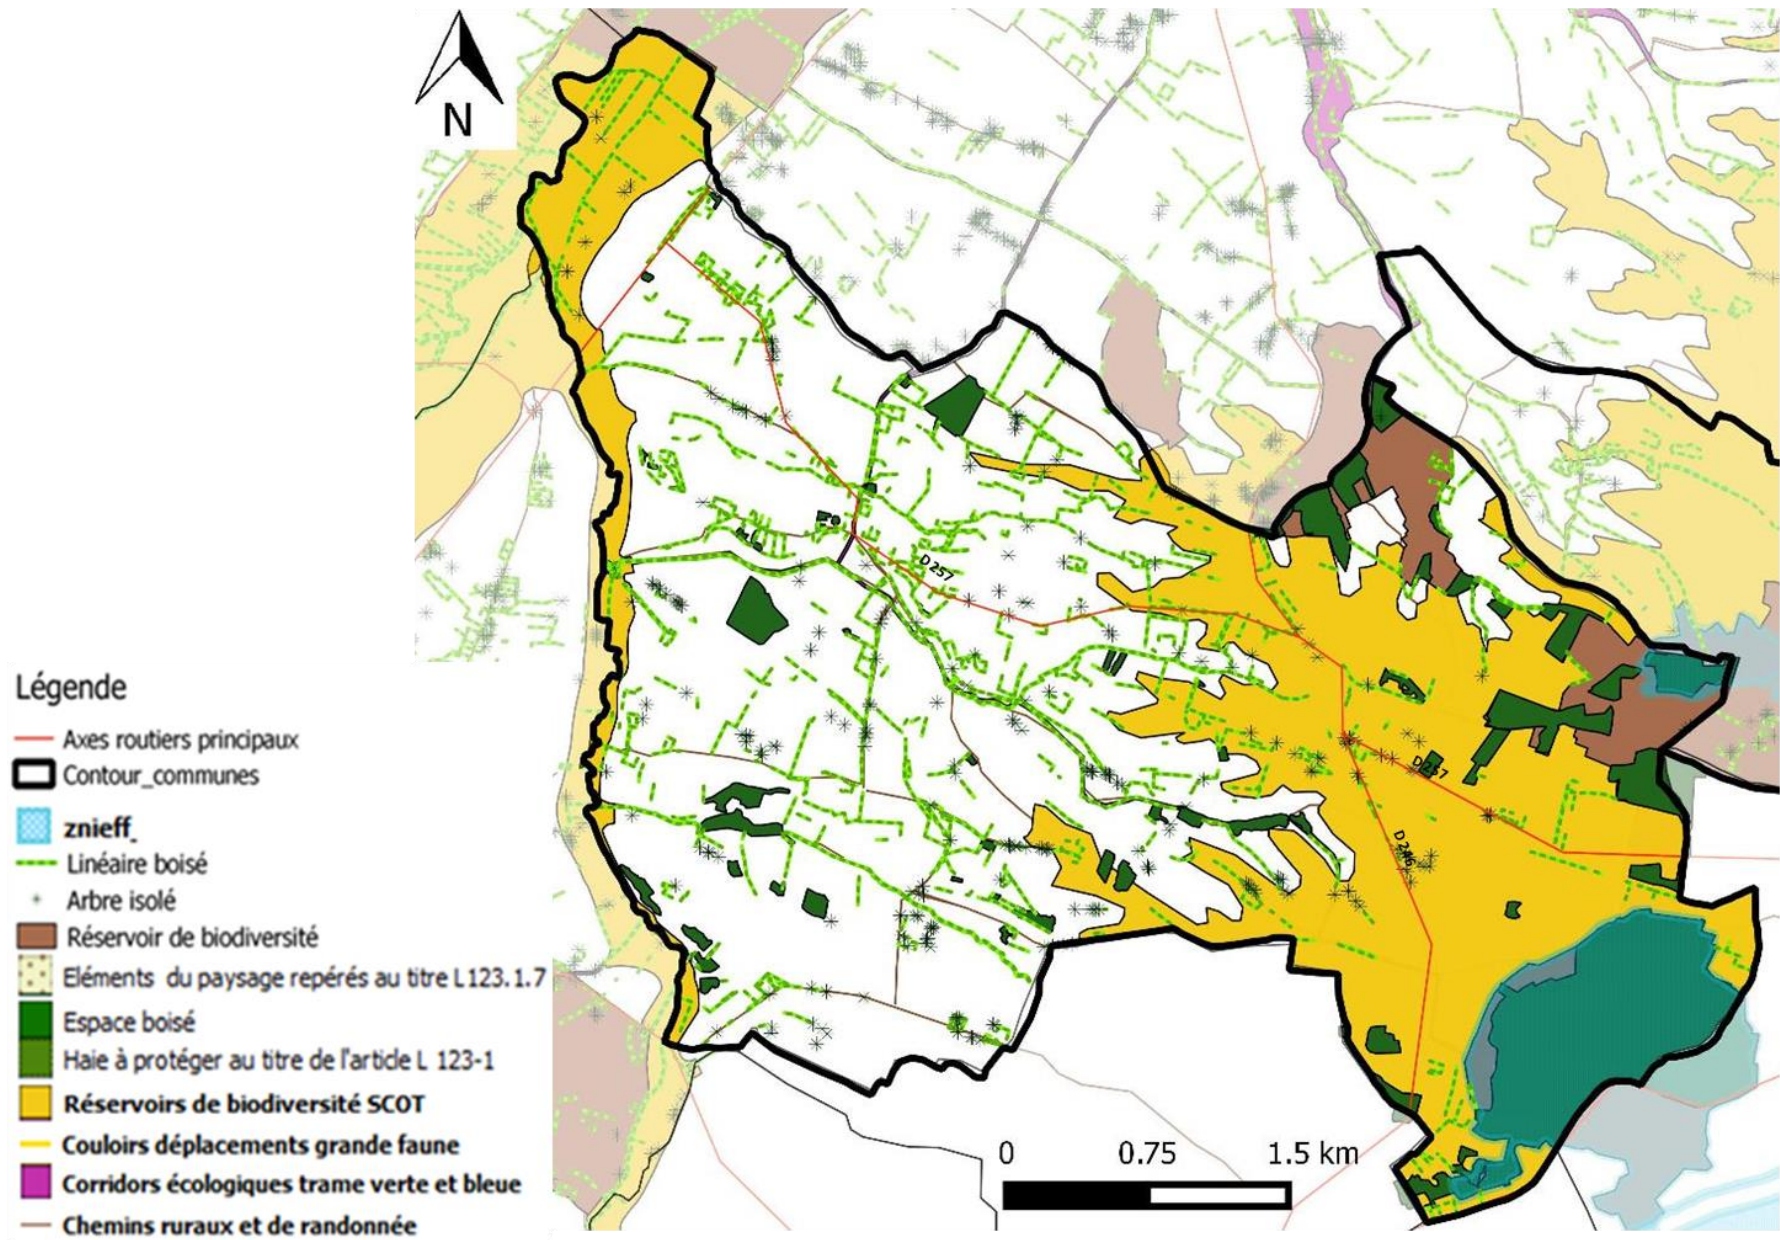 N
D 257
D 257
D 246
Légende
Axes routiers principaux
Contour_communes
znieff_
Linéaire boisé
Arbre isolé
Réservoir de biodiversité
Eléments du paysage repérés au titre L123.1.7
Espace boisé
Haie à protéger au titre de l'article L 123-1
Réservoirs de biodiversité SCOT
Couloirs déplacements grande faune
Corridors écologiques trame verte et bleue
Chemins ruraux et de randonnée
0 0.75 1.5 km